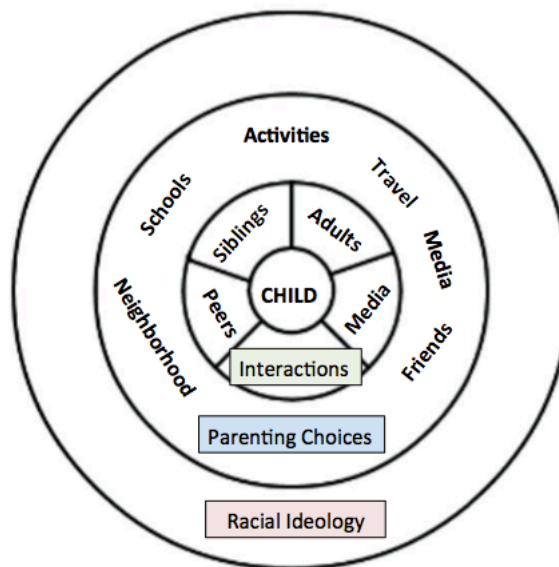 Activities
Schools
Travel
Siblings
Adults
Media
CHILD
Neighborhood
Peers
Media
Friends
Interactions
Parenting Choices
Racial Ideology